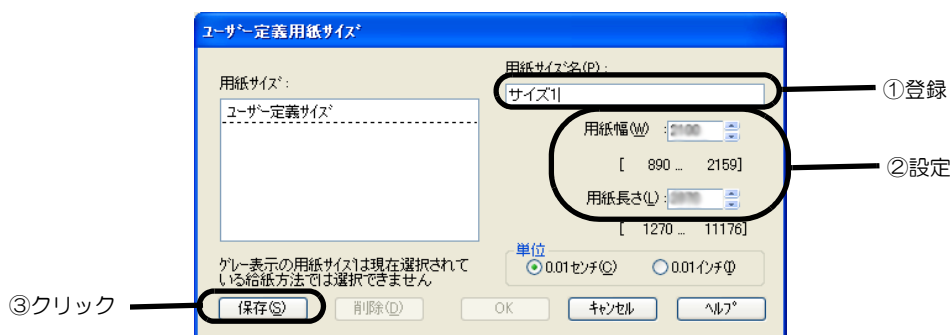 ユーザー定義用紙サイズ
用紙サイズ:
ユーザー定義サイズ
用紙サイズ名(P):
サイズ1
①登録
用紙幅(W) :
[ 890 ... 2159]
②設定
用紙長さ(L):
[ 1270 ... 11176]
単位
0.01センチ(C) 0.01インチ(I)
グレー表示の用紙サイズは現在選択されて
いる給紙方法では選択できません
③クリック
保存(S) 削除(D) OK キャンセル ヘルプ